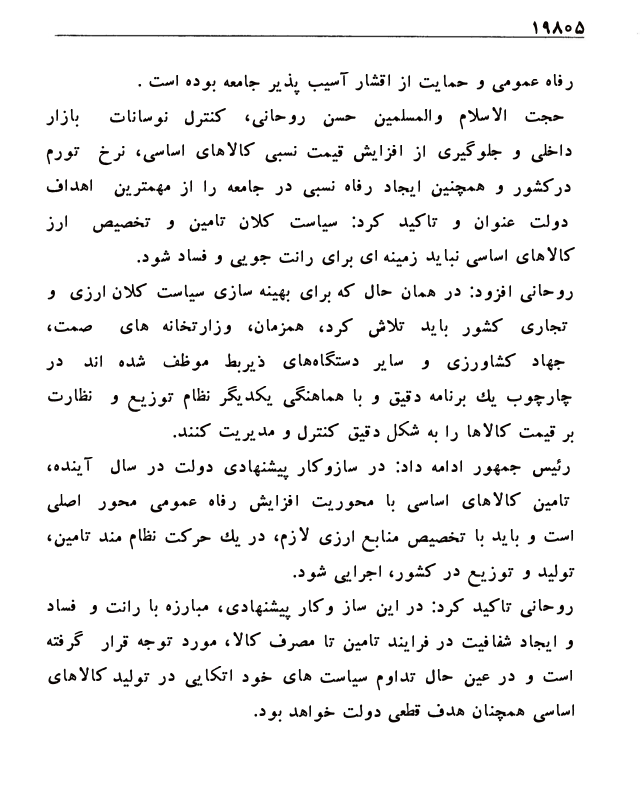 ۱۹۸۰۵
رفاه عمومی و حمایت از اقشار آسیب پذیر جامعه بوده است .
حجت الاسلام والمسلمین حسن روحانی، کنترل نوسانات بازار
داخلی و جلوگیری از افزایش قیمت نسبی کالاهای اساسی، نرخ تورم
درکشور و همچنین ایجاد رفاه نسبی در جامعه را از مهمترین اهداف
دولت عنوان و تاکید کرد: سیاست کلان تامین و تخصیص ارز
کالاهای اساسی نباید زمینه ای برای رانت جویی و فساد شود.
روحانی افزود: در همان حال که برای بهینه سازی سیاست کلان ارزی و
تجاری کشور باید تلاش کرد، همزمان، وزارتخانه های صمت،
جهاد کشاورزی و سایر دستگاه‌های ذیربط موظف شده اند در
چارچوب یك برنامه دقیق و با هماهنگی یکدیگر نظام توزیع و نظارت
بر قیمت کالاها را به شکل دقیق کنترل و مدیریت کنند.
رئیس جمهور ادامه داد: در سازوکار پیشنهادی دولت در سال آینده،
تامین کالاهای اساسی با محوریت افزایش رفاه عمومی محور اصلی
است و باید با تخصیص منابع ارزی لازم، در یك حرکت نظام مند تامین،
تولید و توزیع در کشور، اجرایی شود.
روحانی تاکید کرد: در این ساز وکار پیشنهادی، مبارزه با رانت و فساد
و ایجاد شفافیت در فرایند تامین تا مصرف کالا، مورد توجه قرار گرفته
است و در عین حال تداوم سیاست های خود اتکایی در تولید کالاهای
اساسی همچنان هدف قطعی دولت خواهد بود.